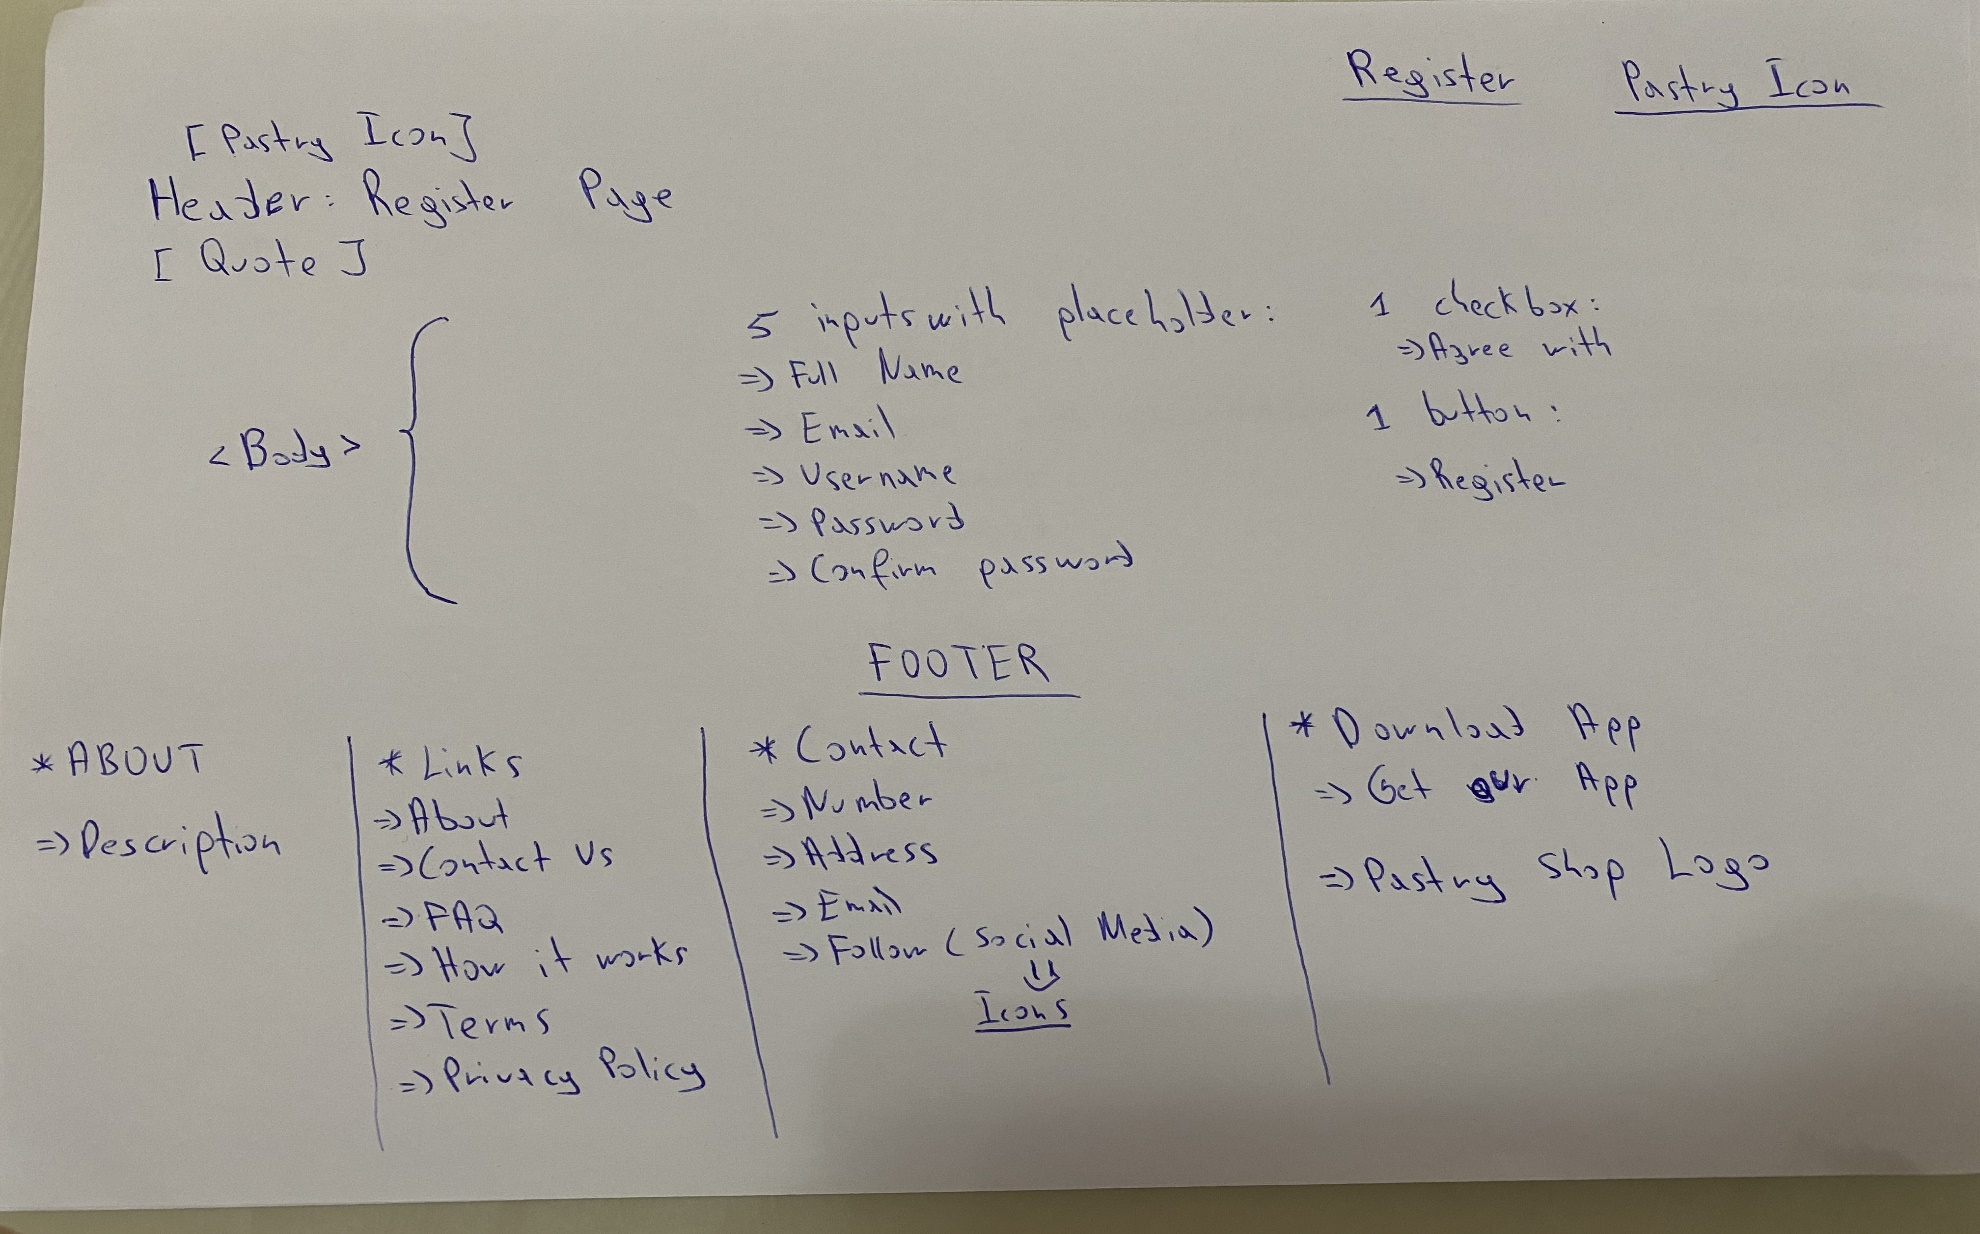 Register Pastry Icon
[Pastry Icon]
Header: Register Page
[Quote]
<Body>
5 inputs with placeholder:
=> Full Name
=> Email
=> Username
=> Password
=> Confirm password
1 checkbox:
=> Agree with
1 button:
=> Register
FOOTER
* ABOUT
=> Description
* Links
=> About
=> Contact Us
=> FAQ
=> How it works
=> Terms
=> Privacy Policy
* Contact
=> Number
=> Address
=> Email
=> Follow (Social Media)
Icons
* Download App
=> Get our App
=> Pastry Shop Logo